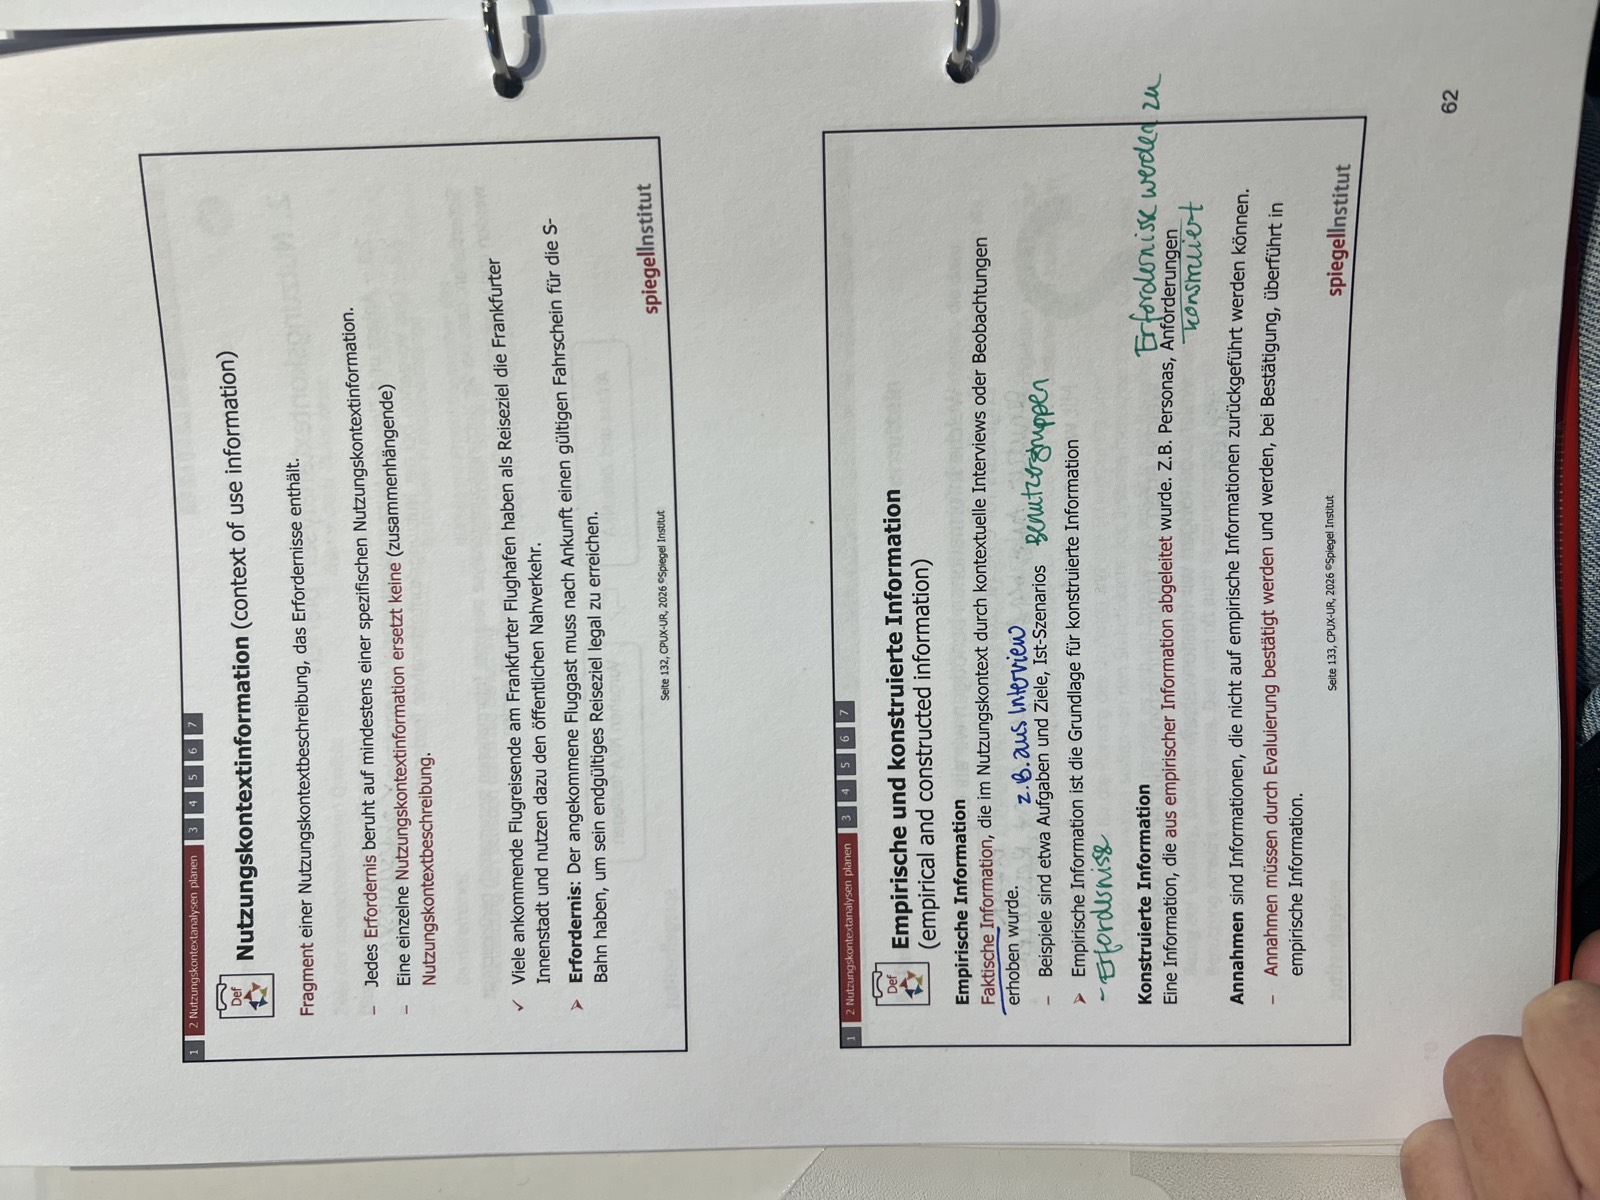 1 2 Nutzungskontextanalysen planen 3 4 5 6 7
Def
Nutzungskontextinformation (context of use information)
Fragment einer Nutzungskontextbeschreibung, das Erfordernisse enthält.
– Jedes Erfordernis beruht auf mindestens einer spezifischen Nutzungskontextinformation.
– Eine einzelne Nutzungskontextinformation ersetzt keine (zusammenhängende)
Nutzungskontextbeschreibung.
✓ Viele ankommende Flugreisende am Frankfurter Flughafen haben als Reiseziel die Frankfurter
Innenstadt und nutzen dazu den öffentlichen Nahverkehr.
➢ Erfordernis: Der angekommene Fluggast muss nach Ankunft einen gültigen Fahrschein für die S-
Bahn haben, um sein endgültiges Reiseziel legal zu erreichen.
Seite 132, CPUX-UR, 2026 ©Spiegel Institut
spiegelInstitut
1 2 Nutzungskontextanalysen planen 3 4 5 6 7
Def
Empirische und konstruierte Information
(empirical and constructed information)
Empirische Information
Faktische Information, die im Nutzungskontext durch kontextuelle Interviews oder Beobachtungen
erhoben wurde.
z.B. aus Interview
– Beispiele sind etwa Aufgaben und Ziele, Ist-Szenarios Benutzergruppen
➢ Empirische Information ist die Grundlage für konstruierte Information
- Erfordernisse
Konstruierte Information
Erfordernisse werden zu
Eine Information, die aus empirischer Information abgeleitet wurde. Z.B. Personas, Anforderungen
konstruiert
Annahmen sind Informationen, die nicht auf empirische Informationen zurückgeführt werden können.
– Annahmen müssen durch Evaluierung bestätigt werden und werden, bei Bestätigung, überführt in
empirische Information.
Seite 133, CPUX-UR, 2026 ©Spiegel Institut
spiegelInstitut
62